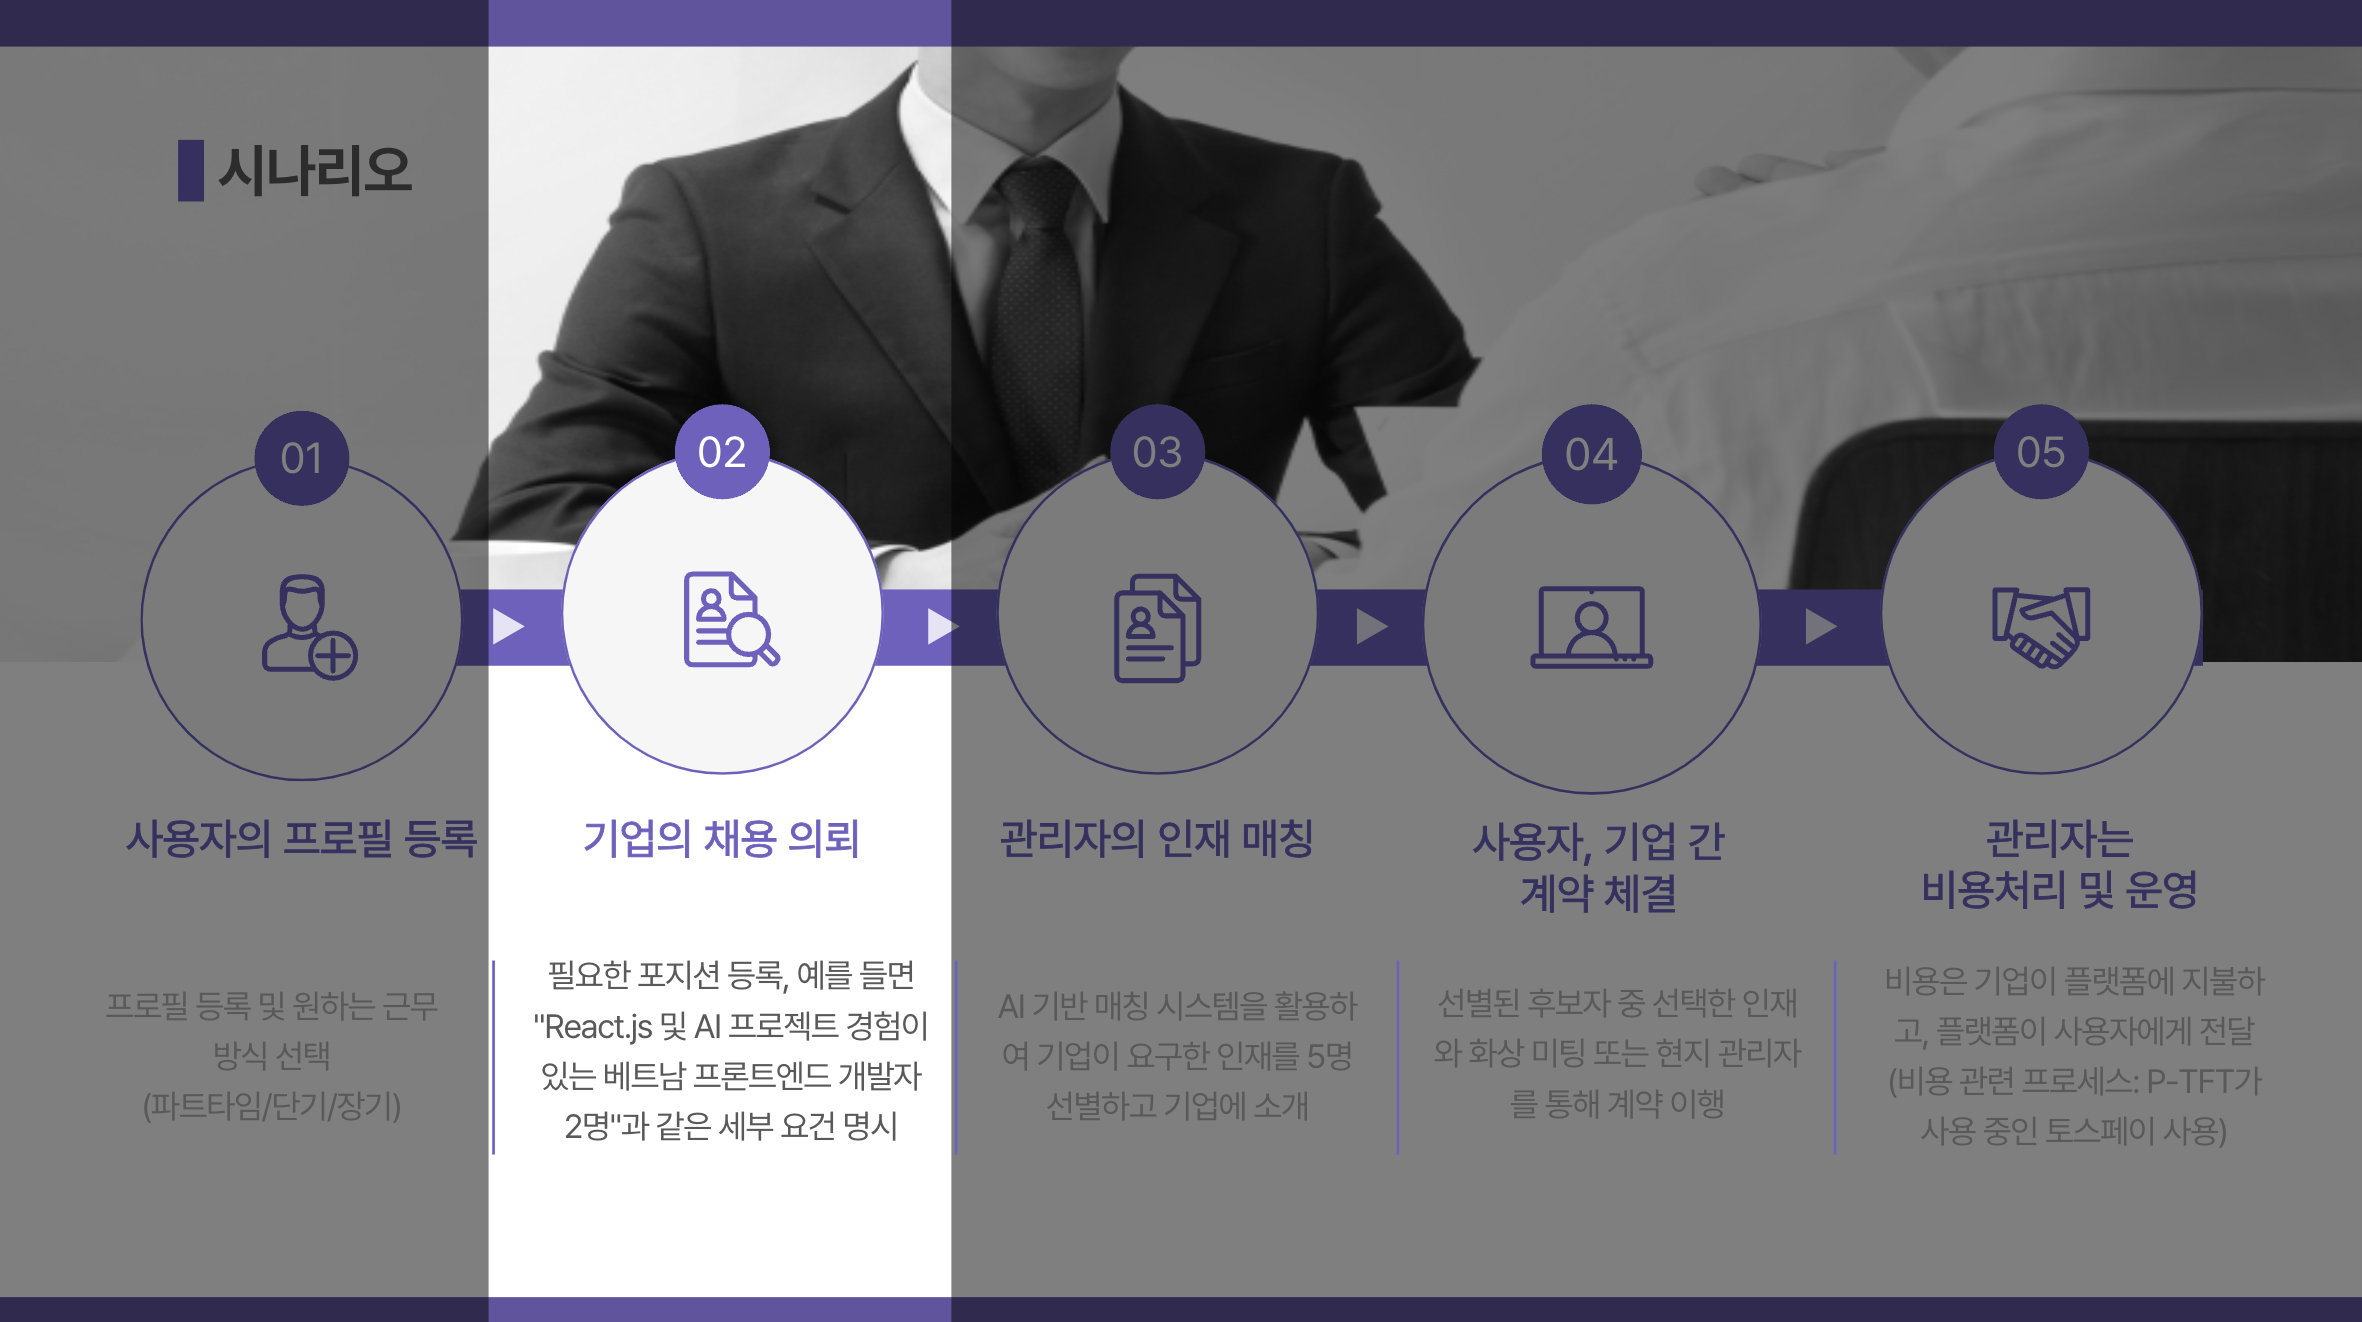 시나리오
01
사용자의 프로필 등록
프로필 등록 및 원하는 근무
방식 선택
(파트타임/단기/장기)
02
기업의 채용 의뢰
필요한 포지션 등록, 예를 들면
"React.js 및 AI 프로젝트 경험이
있는 베트남 프론트엔드 개발자
2명"과 같은 세부 요건 명시
03
관리자의 인재 매칭
AI 기반 매칭 시스템을 활용하
여 기업이 요구한 인재를 5명
선별하고 기업에 소개
04
사용자, 기업 간
계약 체결
선별된 후보자 중 선택한 인재
와 화상 미팅 또는 현지 관리자
를 통해 계약 이행
05
관리자는
비용처리 및 운영
비용은 기업이 플랫폼에 지불하
고, 플랫폼이 사용자에게 전달
(비용 관련 프로세스: P-TFT가
사용 중인 토스페이 사용)